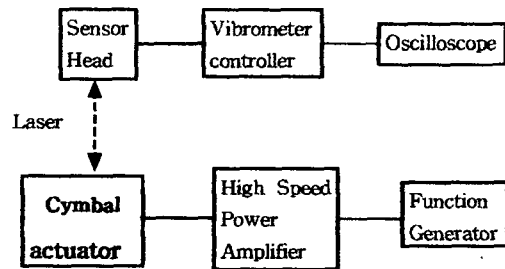 Sensor
Head
Vibrometer
controller
Oscilloscope
Laser
Cymbal
actuator
High Speed
Power
Amplifier
Function
Generator